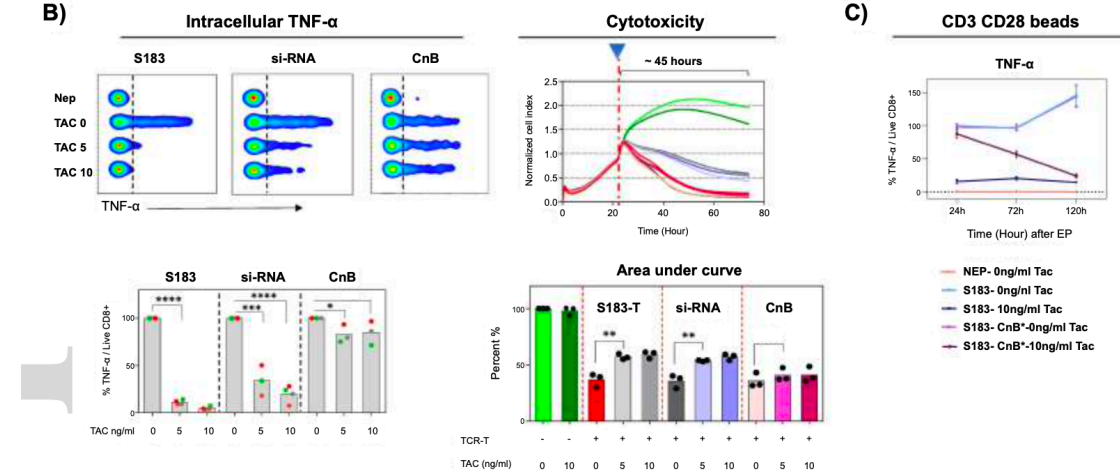 B)
Intracellular TNF-α
S183 si-RNA CnB
Nep
TAC 0
TAC 5
TAC 10
TNF-α
Cytotoxicity
~ 45 hours
Normalized cell index
2.5
2.0
1.5
1.0
0.5
0.0
0 20 40 60 80
Time (Hour)
C)
CD3 CD28 beads
TNF-α
% TNF-α / Live CD8+
150
100
50
0
24h 72h 120h
Time (Hour) after EP
NEP- 0ng/ml Tac
S183- 0ng/ml Tac
S183- 10ng/ml Tac
S183- CnB*-0ng/ml Tac
S183- CnB*-10ng/ml Tac
S183 si-RNA CnB
% TNF-α / Live CD8+
100
50
0
**** *** **** *
TAC ng/ml 0 5 10 0 5 10 0 5 10
Area under curve
Percent %
100
50
0
S183-T si-RNA CnB
** **
TCR-T - - + + + + + + + + +
TAC (ng/ml) 0 10 0 5 10 0 5 10 0 5 10